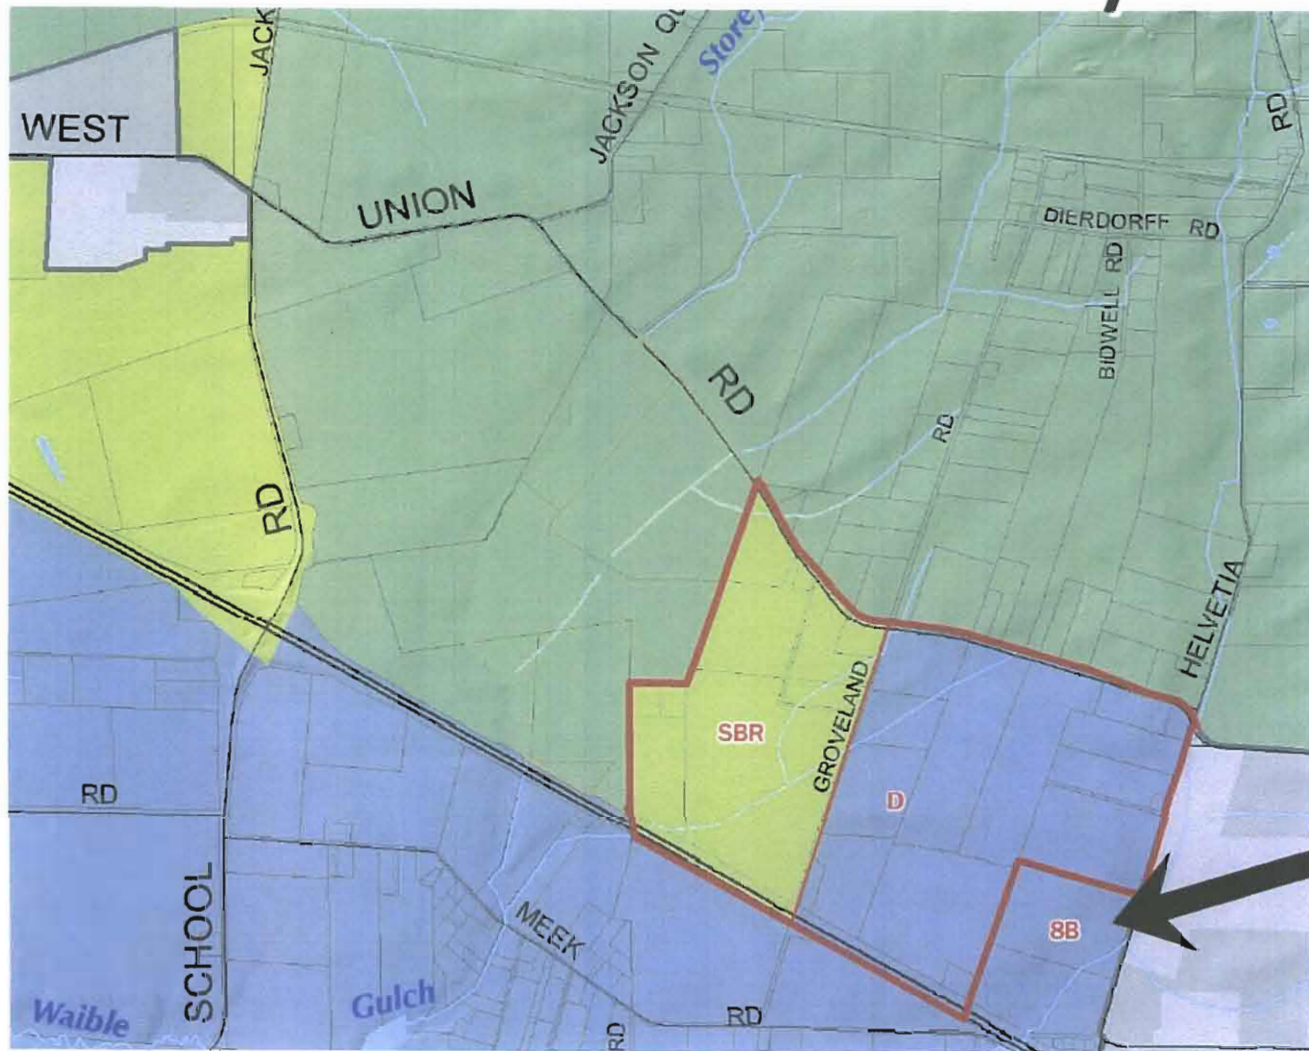 JACK
JACKSON QU
Store
RD
WEST
UNION
DIERDORFF RD
BIDWELL RD
RD
RD
RD
HELVETIA
SBR
GROVELAND
D
RD
SCHOOL
MEEK
8B
Waible
Gulch
RD
RD